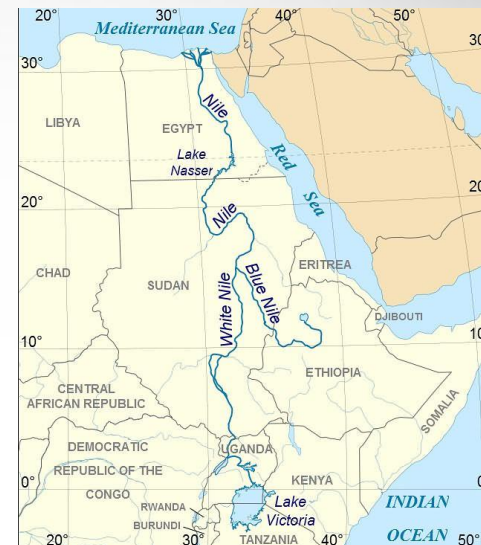 20°
30°
40°
50°
Mediterranean Sea
30°
30
LIBYA
Nile
EGYPT
Lake
Nasser
Red
Sea
20°
20
Nile
CHAD
SUDAN
ERITREA
White Nile
Blue Nile
DJIBOUTI
10°
10
ETHIOPIA
CENTRAL
AFRICAN REPUBLIC
SOMALIA
DEMOCRATIC
REPUBLIC OF THE
CONGO
UGANDA
KENYA
0°
0
Lake
Victoria
RWANDA
BURUNDI
TANZANIA
INDIAN
OCEAN
20°
30°
40°
50°